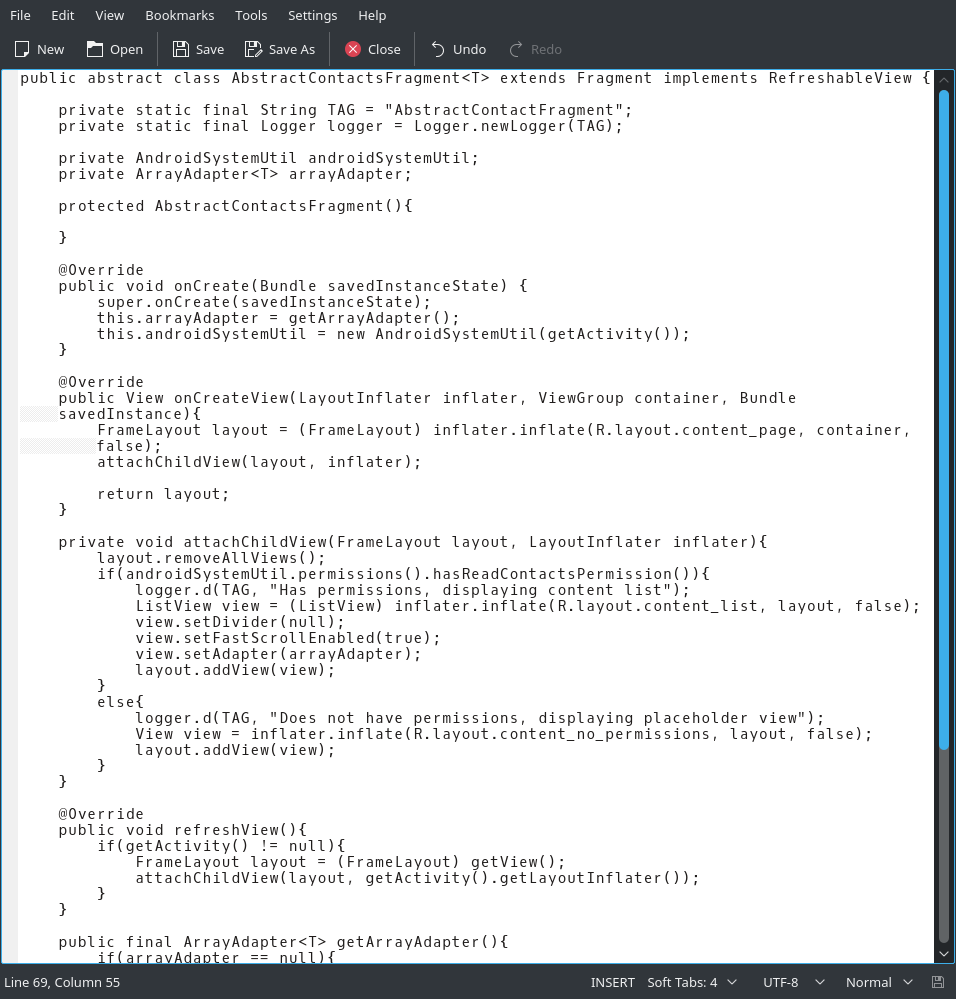 File Edit View Bookmarks Tools Settings Help
New Open Save Save As Close Undo Redo
public abstract class AbstractContactsFragment<T> extends Fragment implements RefreshableView {
private static final String TAG = "AbstractContactFragment";
private static final Logger logger = Logger.newLogger(TAG);
private AndroidSystemUtil androidSystemUtil;
private ArrayAdapter<T> arrayAdapter;
protected AbstractContactsFragment(){
}
@Override
public void onCreate(Bundle savedInstanceState) {
super.onCreate(savedInstanceState);
this.arrayAdapter = getArrayAdapter();
this.androidSystemUtil = new AndroidSystemUtil(getActivity());
}
@Override
public View onCreateView(LayoutInflater inflater, ViewGroup container, Bundle
savedInstance){
FrameLayout layout = (FrameLayout) inflater.inflate(R.layout.content_page, container,
false);
attachChildView(layout, inflater);
return layout;
}
private void attachChildView(FrameLayout layout, LayoutInflater inflater){
layout.removeAllViews();
if(androidSystemUtil.permissions().hasReadContactsPermission()){
logger.d(TAG, "Has permissions, displaying content list");
ListView view = (ListView) inflater.inflate(R.layout.content_list, layout, false);
view.setDivider(null);
view.setFastScrollEnabled(true);
view.setAdapter(arrayAdapter);
layout.addView(view);
}
else{
logger.d(TAG, "Does not have permissions, displaying placeholder view");
View view = inflater.inflate(R.layout.content_no_permissions, layout, false);
layout.addView(view);
}
}
@Override
public void refreshView(){
if(getActivity() != null){
FrameLayout layout = (FrameLayout) getView();
attachChildView(layout, getActivity().getLayoutInflater());
}
}
public final ArrayAdapter<T> getArrayAdapter(){
if(arrayAdapter == null){
Line 69, Column 55 INSERT Soft Tabs: 4 UTF-8 Normal